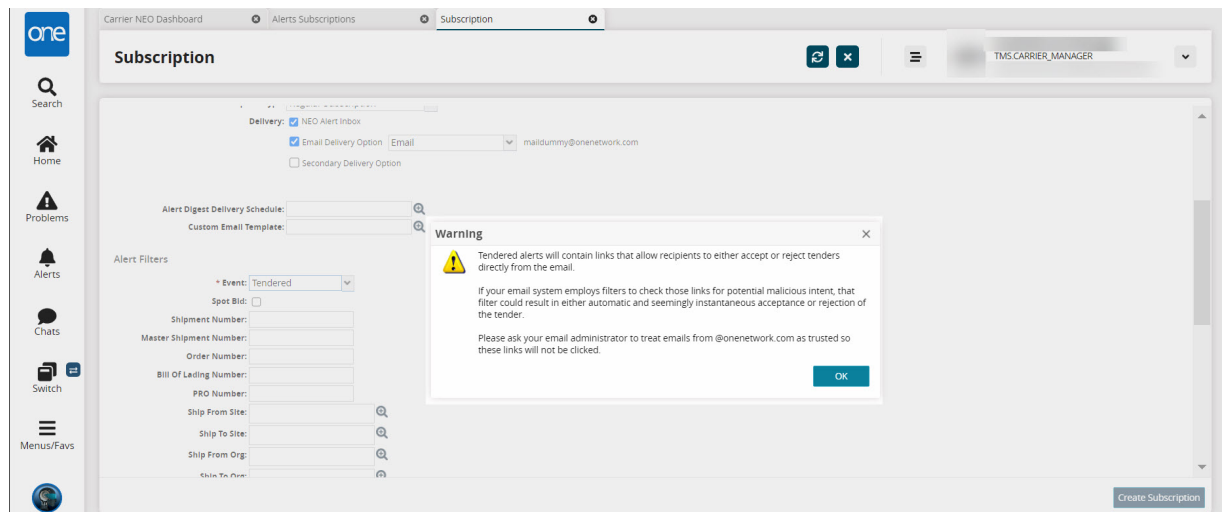 one
Carrier NEO Dashboard
Alerts Subscriptions
Subscription
Subscription
TMS.CARRIER_MANAGER
Search
Home
Problems
Alerts
Chats
Switch
Menus/Favs
Delivery:
NEO Alert Inbox
Email Delivery Option Email maildummy@onenetwork.com
Secondary Delivery Option
Alert Digest Delivery Schedule:
Custom Email Template:
Alert Filters
* Event: Tendered
Spot Bid:
Shipment Number:
Master Shipment Number:
Order Number:
Bill Of Lading Number:
PRO Number:
Ship From Site:
Ship To Site:
Ship From Org:
Ship To Org:
Warning
Tendered alerts will contain links that allow recipients to either accept or reject tenders
directly from the email.
If your email system employs filters to check those links for potential malicious intent, that
filter could result in either automatic and seemingly instantaneous acceptance or rejection of
the tender.
Please ask your email administrator to treat emails from @onenetwork.com as trusted so
these links will not be clicked.
OK
Create Subscription